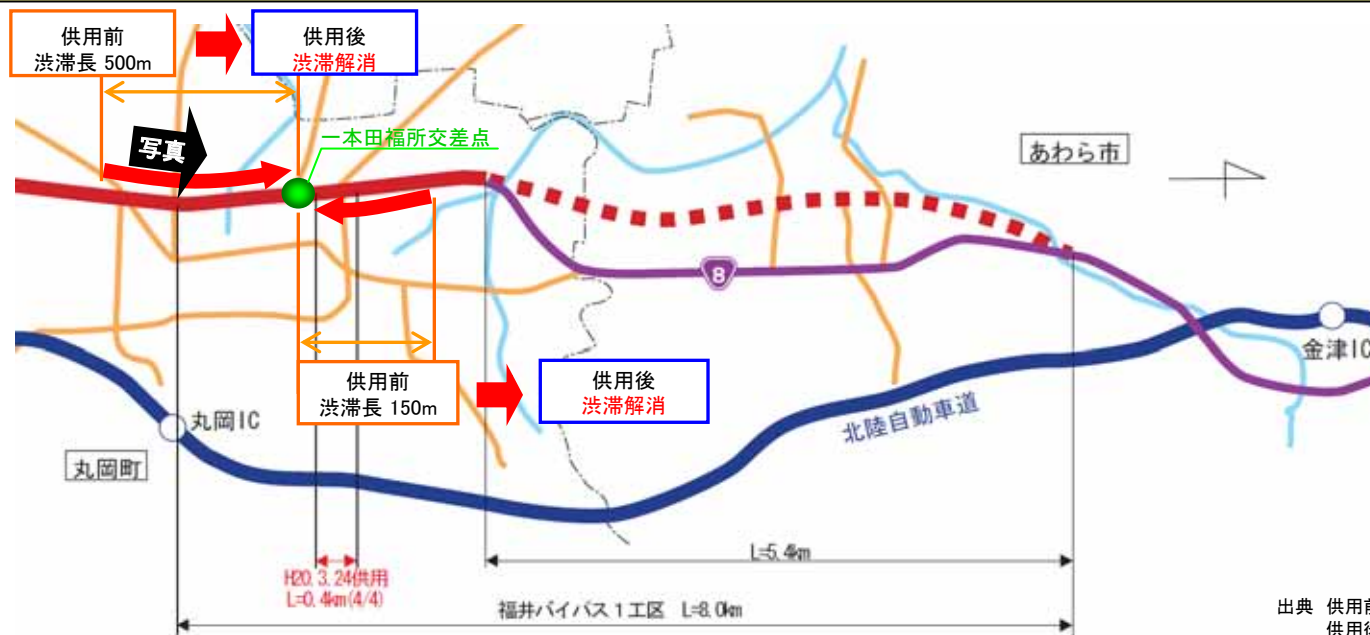 供用前
渋滞長 500m
供用後
渋滞解消
写真
一本田福所交差点
あわら市
8
金津IC
供用前
渋滞長 150m
供用後
渋滞解消
丸岡IC
丸岡町
北陸自動車道
L=5.4km
H20.3.24供用
L=0.4km(4/4)
福井バイパス1工区 L=8.0km
出典 供用前
供用後